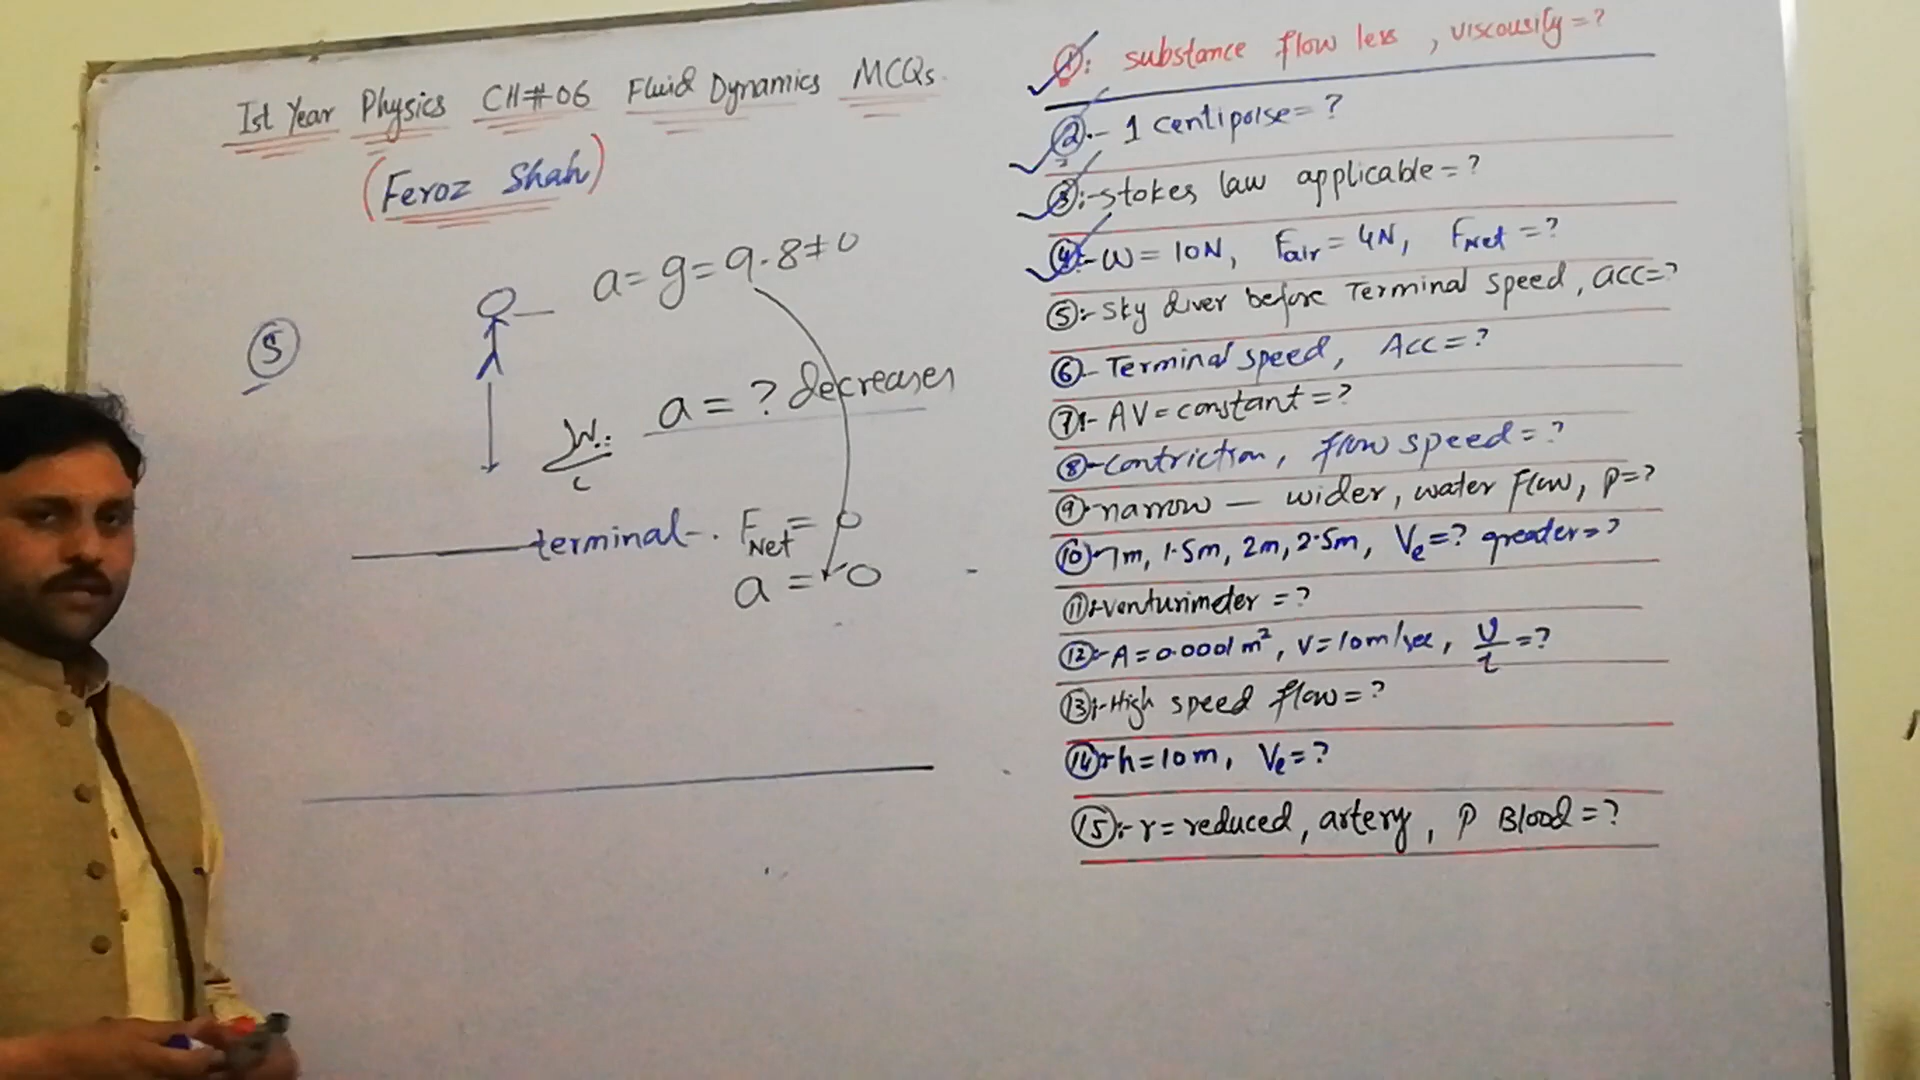 Ist Year Physics CH#06 Fluid Dynamics MCQs.
(Feroz Shah)
5
a = g = 9.8 ≠ 0
a = ? decreases
terminal-. FNet = 0
a = 0
①: substance flow less, viscousity = ?
②.- 1 centipoise = ?
③:- stokes law applicable = ?
④:- W = 10N, Fair = 4N, FNet = ?
⑤:- Sky diver before Terminal speed, acc = ?
⑥- Terminal speed, Acc = ?
⑦:- AV = constant = ?
⑧- contriction, flow speed = ?
⑨- narrow — wider, water flow, P = ?
⑩- 1m, 1.5m, 2m, 2.5m, Ve = ? greater = ?
⑪:- venturimeter = ?
⑫:- A = 0.0001 m², V = 10m/sec, V/t = ?
⑬:- High speed flow = ?
⑭:- h = 10m, Ve = ?
⑮:- r = reduced, artery, P Blood = ?